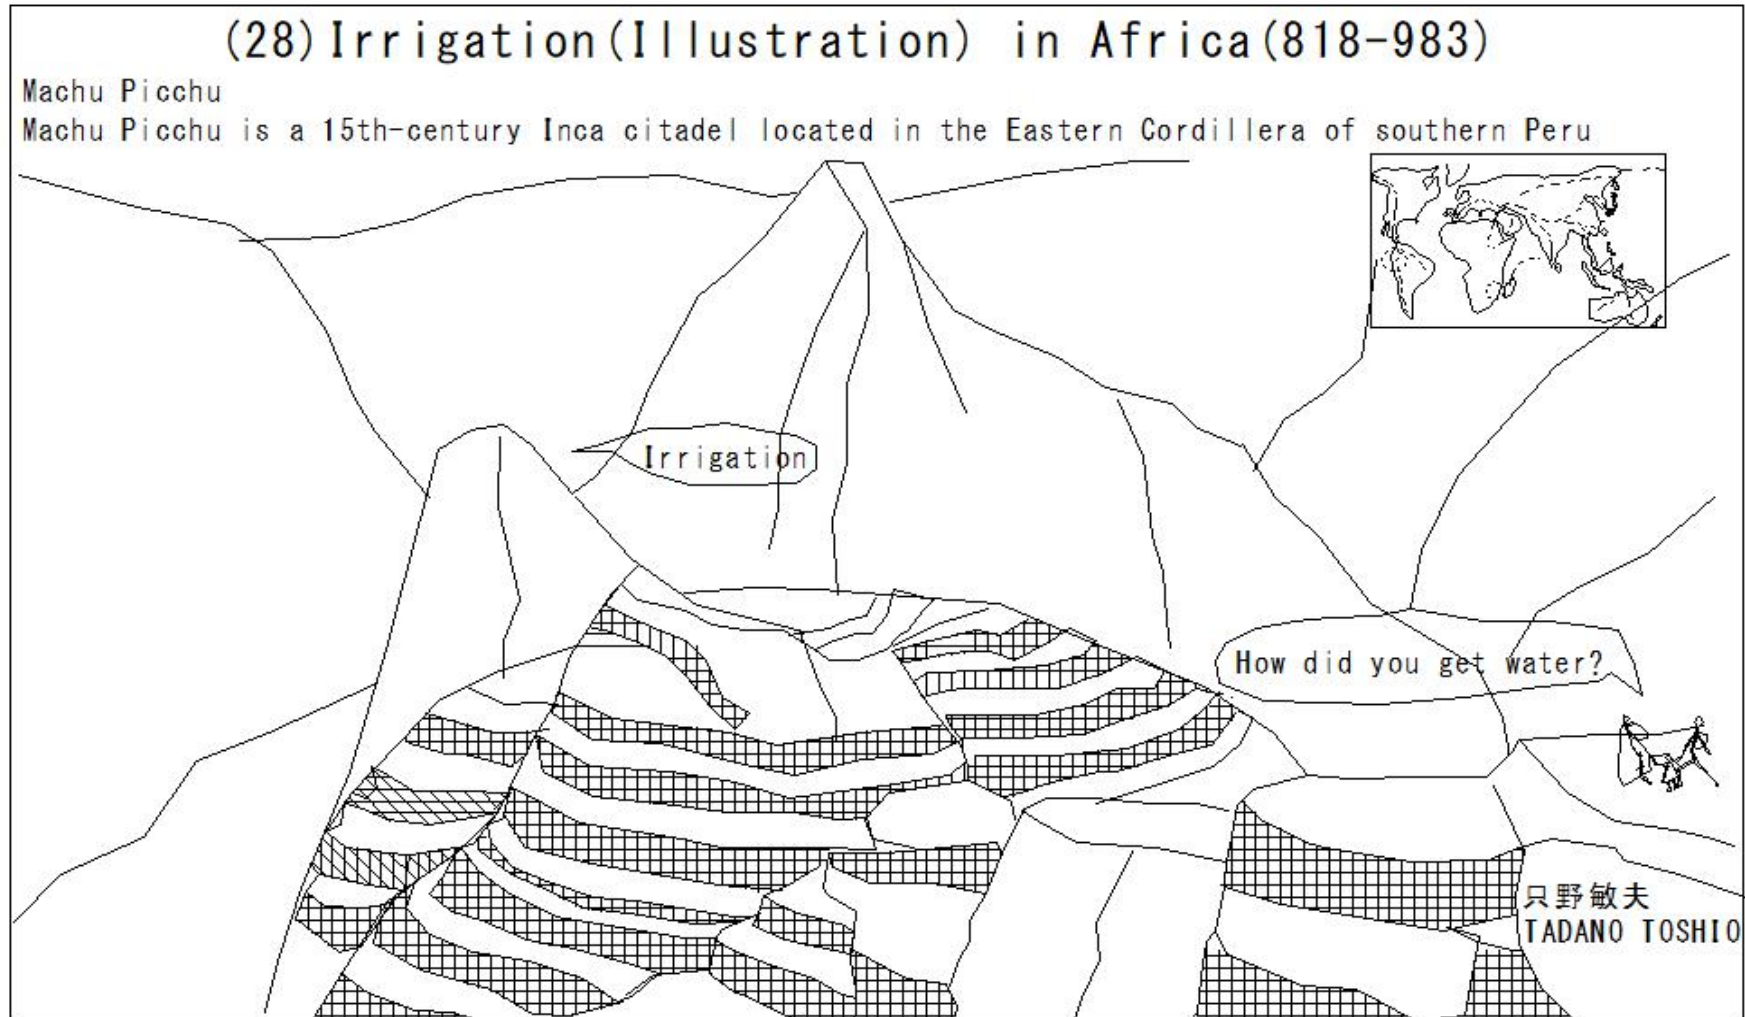 (28)Irrigation(Illustration) in Africa(818-983)
Machu Picchu
Machu Picchu is a 15th-century Inca citadel located in the Eastern Cordillera of southern Peru
Irrigation
How did you get water?
只野敏夫
TADANO TOSHIO